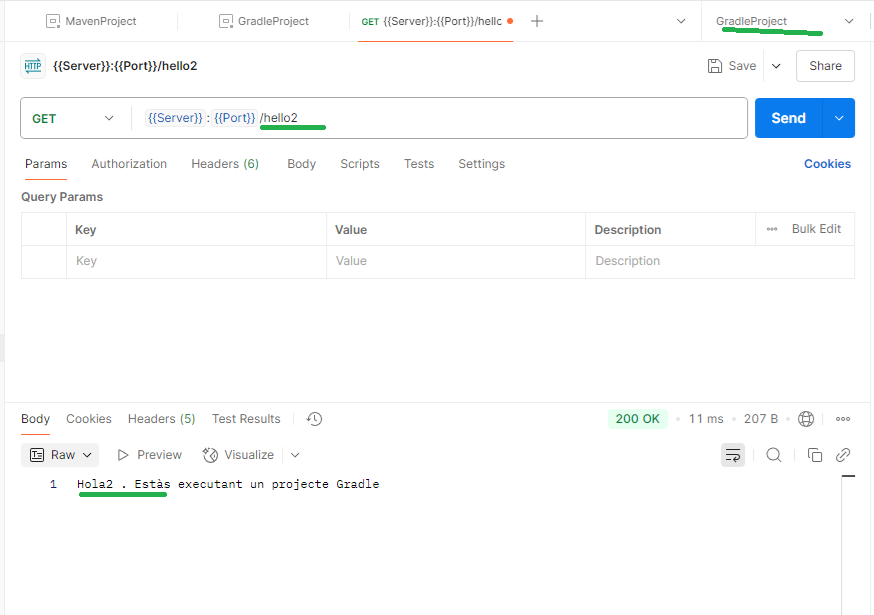 MavenProject GradleProject GET {{Server}}:{{Port}}/hellc GradleProject
HTTP {{Server}}:{{Port}}/hello2 Save Share
GET {{Server}} : {{Port}} /hello2 Send
Params Authorization Headers (6) Body Scripts Tests Settings Cookies
Query Params
Key Value Description Bulk Edit
Key Value Description
Body Cookies Headers (5) Test Results 200 OK 11 ms 207 B
Raw Preview Visualize
1 Hola2 . Estàs executant un projecte Gradle